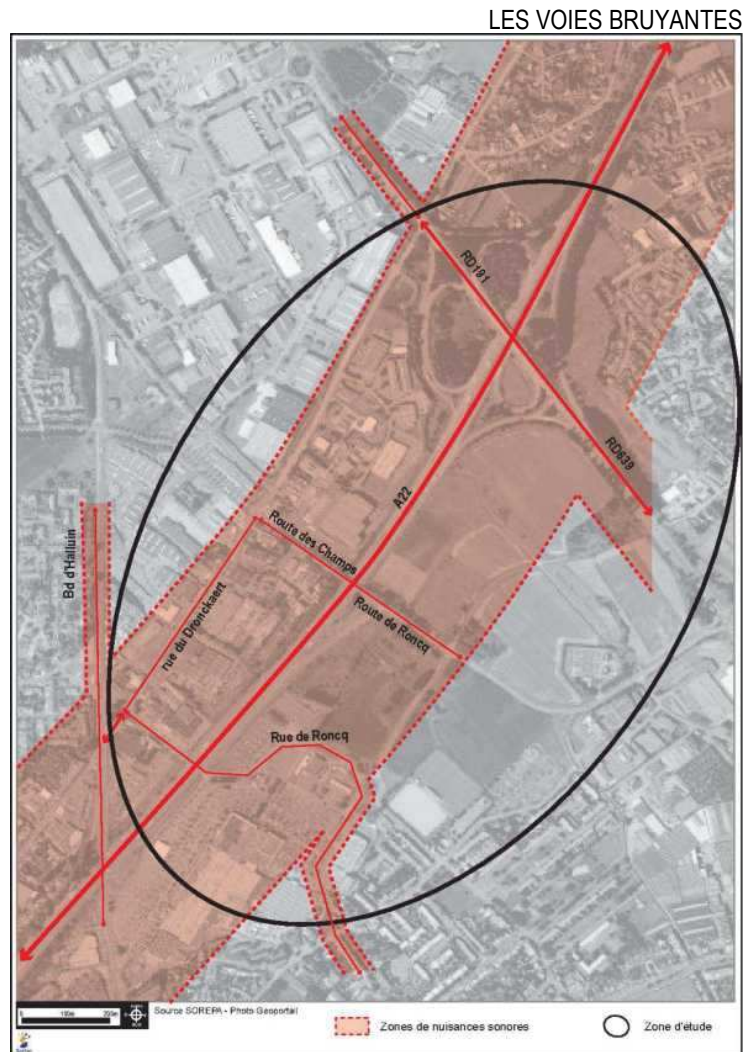 LES VOIES BRUYANTES
RD191
RD639
A22
Bd d'Halluin
Route des Champs
rue du Dronckaert
Route de Roncq
Rue de Roncq
Source SOREPA - Photo Geoportail
Zones de nuisances sonores
Zone d'étude